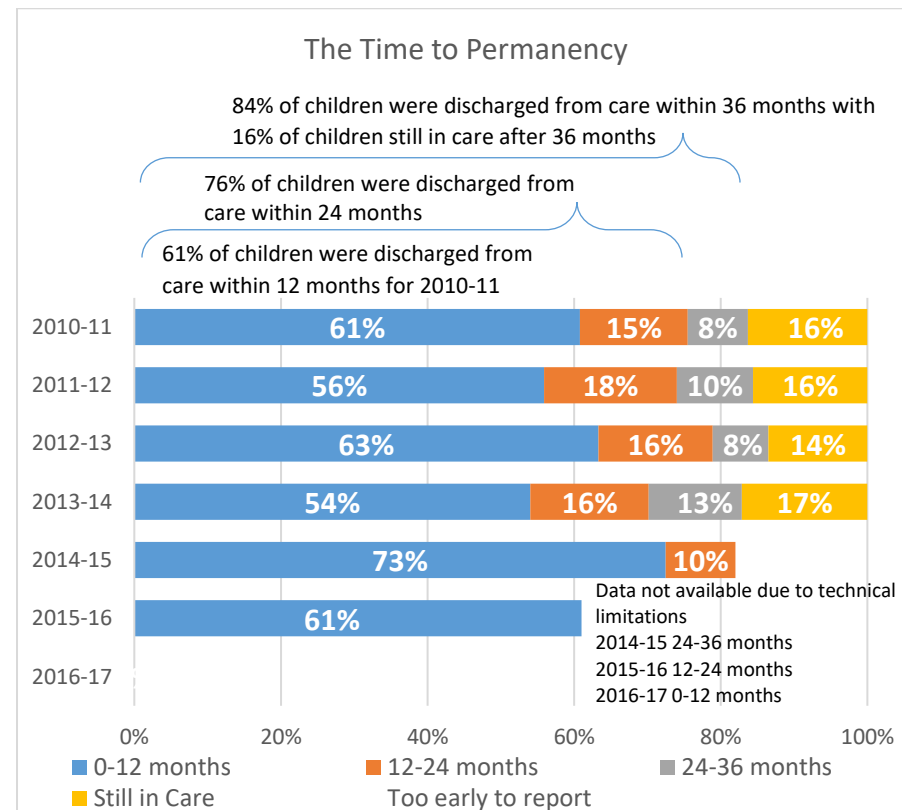 The Time to Permanency
84% of children were discharged from care within 36 months with
16% of children still in care after 36 months
76% of children were discharged from
care within 24 months
61% of children were discharged from
care within 12 months for 2010-11
2010-11 61% 15% 8% 16%
2011-12 56% 18% 10% 16%
2012-13 63% 16% 8% 14%
2013-14 54% 16% 13% 17%
2014-15 73% 10%
Data not available due to technical
limitations
2014-15 24-36 months
2015-16 61% 2015-16 12-24 months
2016-17 2016-17 0-12 months
0% 20% 40% 60% 80% 100%
0-12 months 12-24 months 24-36 months
Still in Care Too early to report